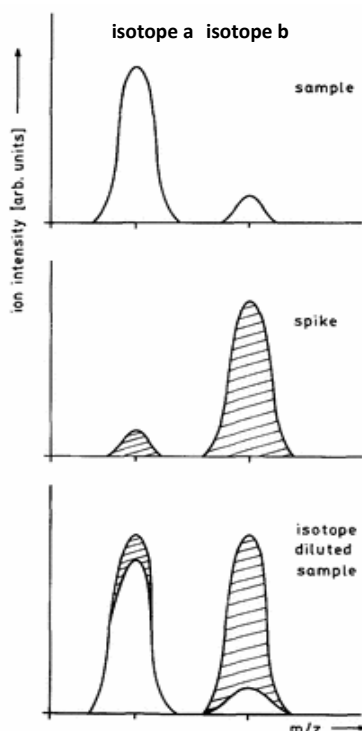 isotope a isotope b
ion intensity [arb. units]
sample
spike
isotope
diluted
sample
m/z